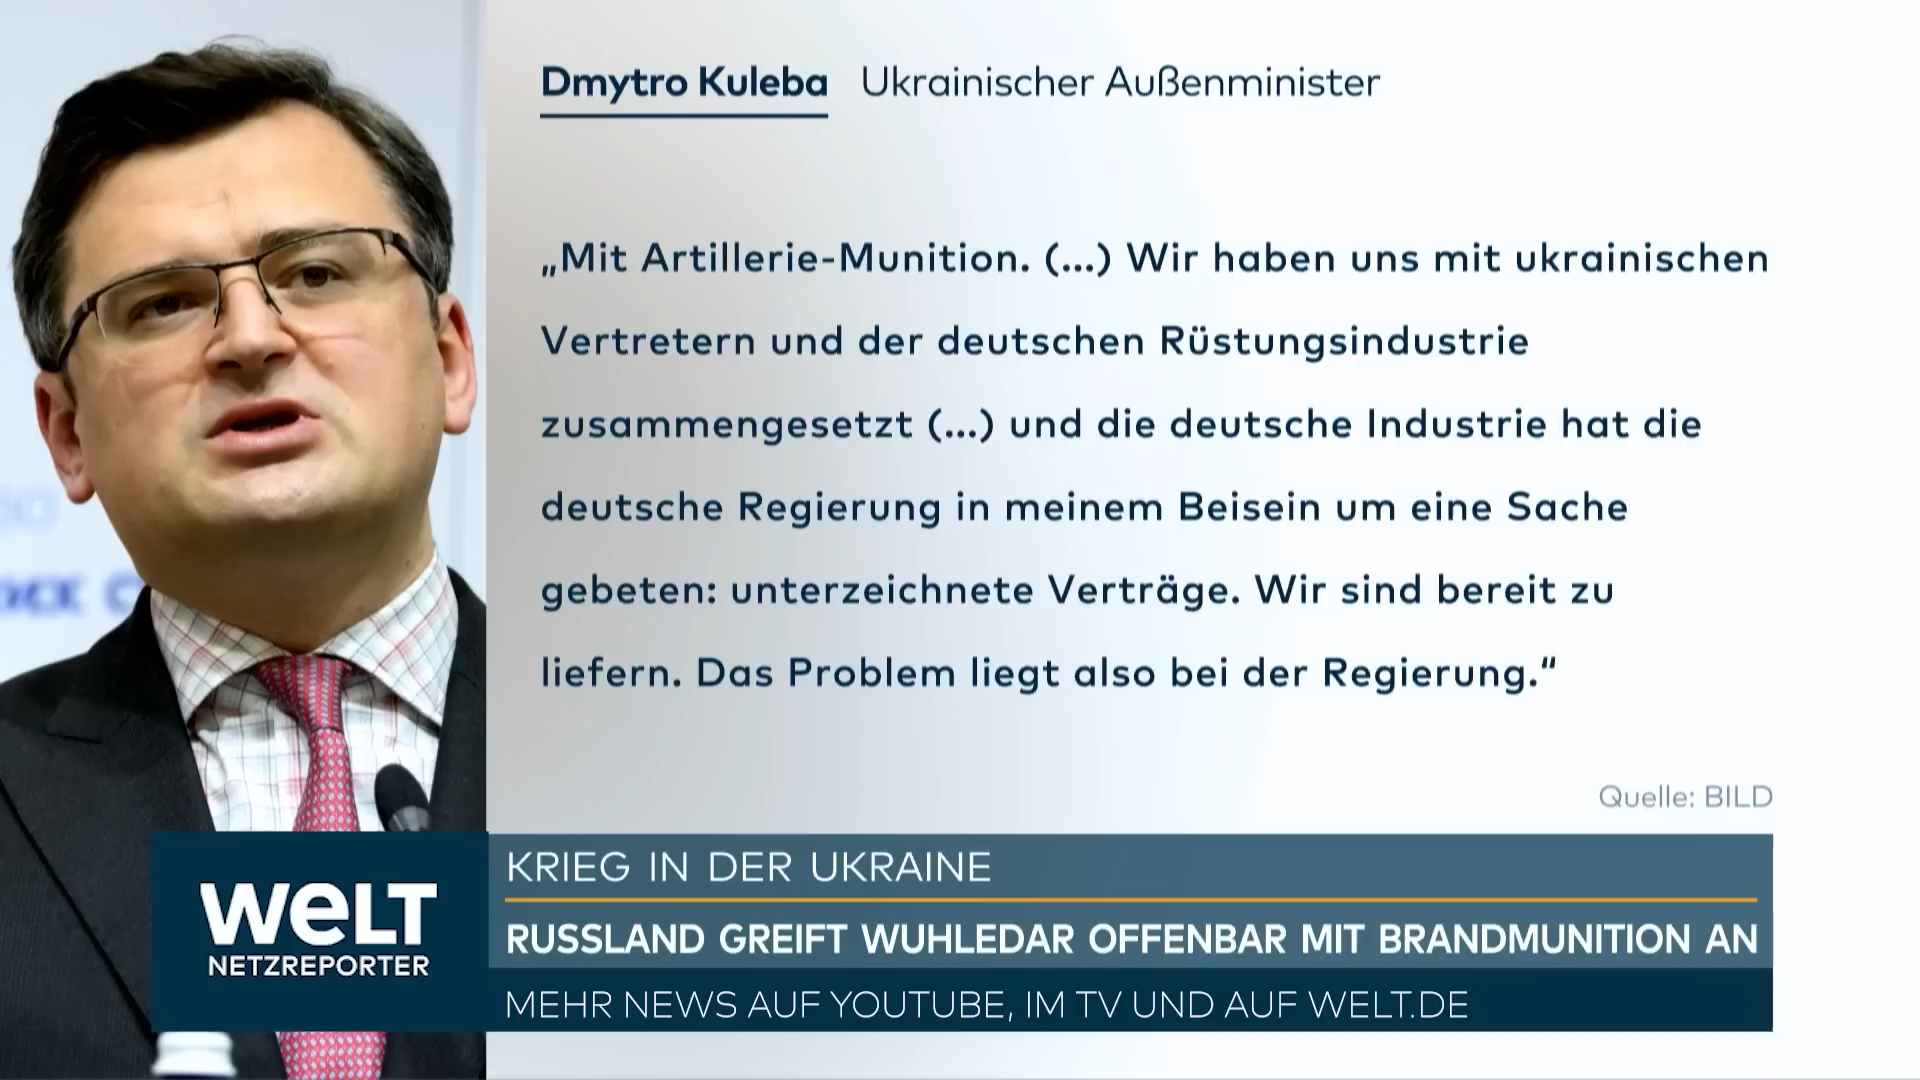 Dmytro Kuleba Ukrainischer Außenminister
„Mit Artillerie-Munition. (...) Wir haben uns mit ukrainischen
Vertretern und der deutschen Rüstungsindustrie
zusammengesetzt (...) und die deutsche Industrie hat die
deutsche Regierung in meinem Beisein um eine Sache
gebeten: unterzeichnete Verträge. Wir sind bereit zu
liefern. Das Problem liegt also bei der Regierung.“
Quelle: BILD
WELT
NETZREPORTER
KRIEG IN DER UKRAINE
RUSSLAND GREIFT WUHLEDAR OFFENBAR MIT BRANDMUNITION AN
MEHR NEWS AUF YOUTUBE, IM TV UND AUF WELT.DE